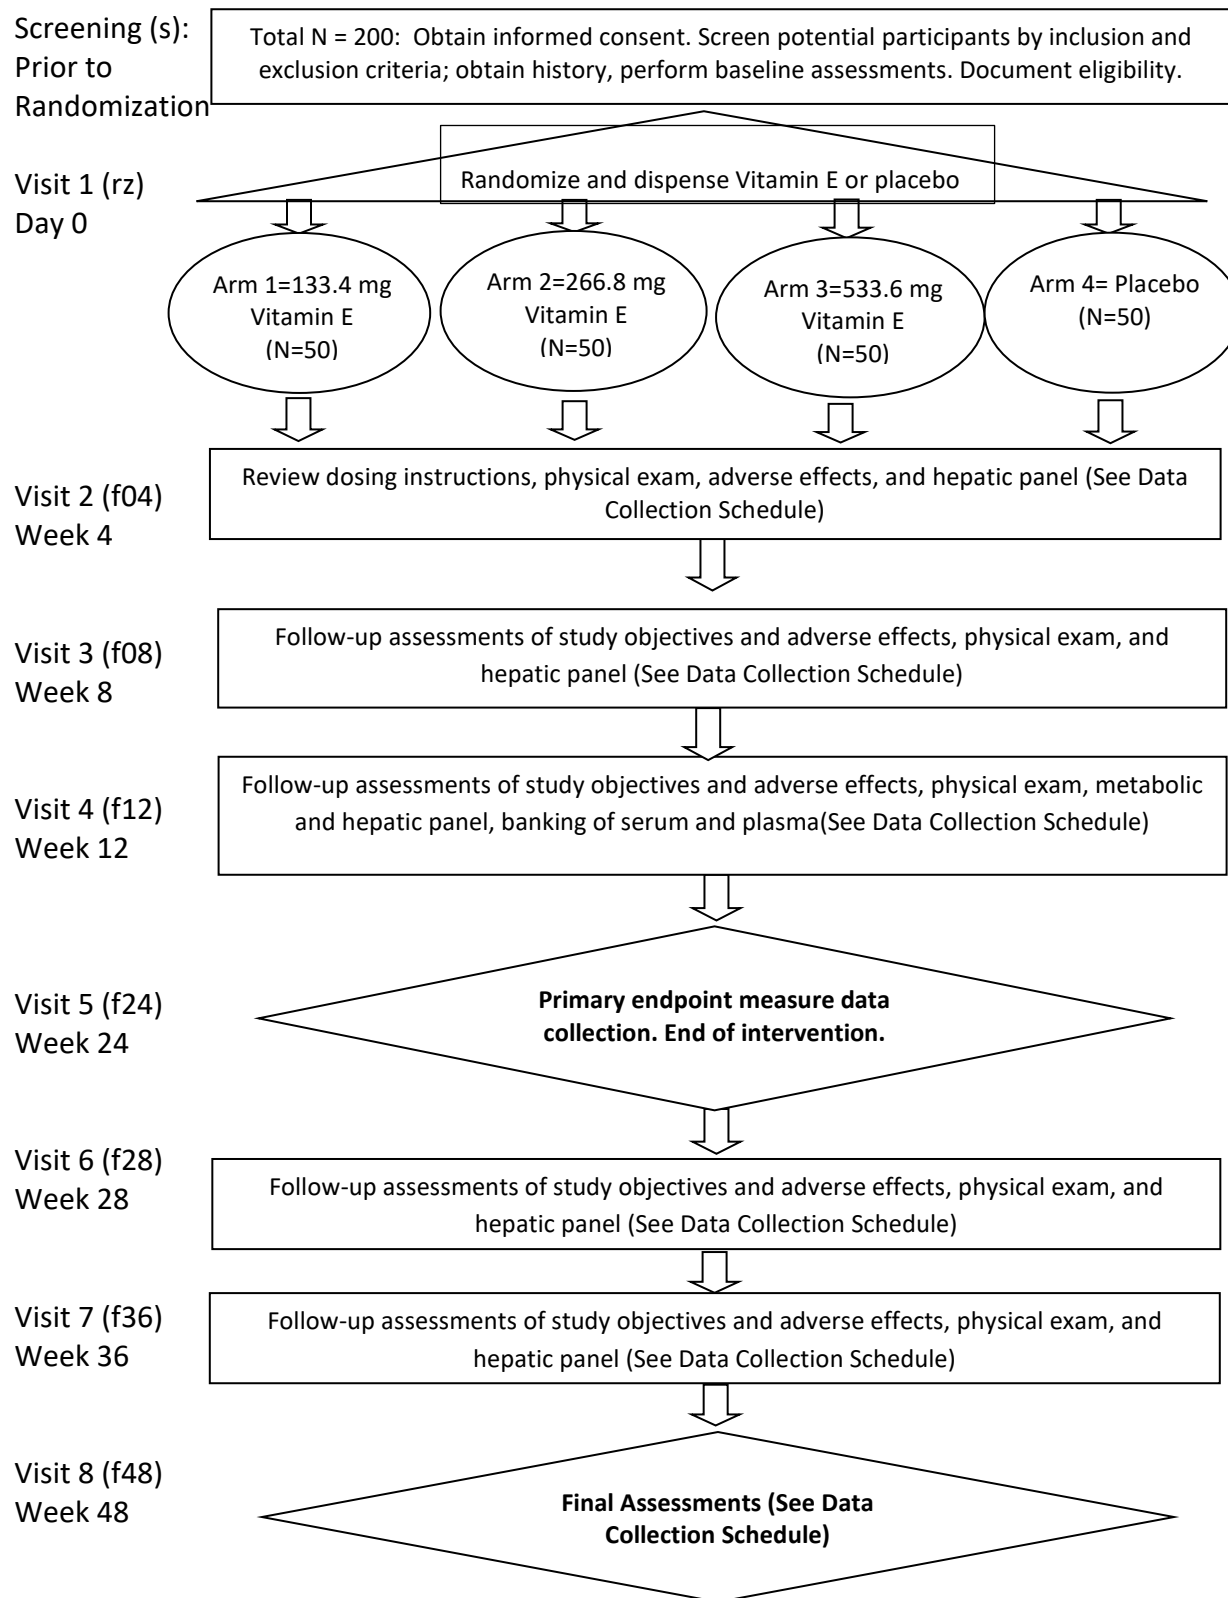 Screening (s):
Prior to
Randomization
Total N = 200: Obtain informed consent. Screen potential participants by inclusion and
exclusion criteria; obtain history, perform baseline assessments. Document eligibility.
Visit 1 (rz)
Day 0
Randomize and dispense Vitamin E or placebo
Arm 1=133.4 mg
Vitamin E
(N=50)
Arm 2=266.8 mg
Vitamin E
(N=50)
Arm 3=533.6 mg
Vitamin E
(N=50)
Arm 4= Placebo
(N=50)
Visit 2 (f04)
Week 4
Review dosing instructions, physical exam, adverse effects, and hepatic panel (See Data
Collection Schedule)
Visit 3 (f08)
Week 8
Follow-up assessments of study objectives and adverse effects, physical exam, and
hepatic panel (See Data Collection Schedule)
Visit 4 (f12)
Week 12
Follow-up assessments of study objectives and adverse effects, physical exam, metabolic
and hepatic panel, banking of serum and plasma(See Data Collection Schedule)
Visit 5 (f24)
Week 24
Primary endpoint measure data
collection. End of intervention.
Visit 6 (f28)
Week 28
Follow-up assessments of study objectives and adverse effects, physical exam, and
hepatic panel (See Data Collection Schedule)
Visit 7 (f36)
Week 36
Follow-up assessments of study objectives and adverse effects, physical exam, and
hepatic panel (See Data Collection Schedule)
Visit 8 (f48)
Week 48
Final Assessments (See Data
Collection Schedule)